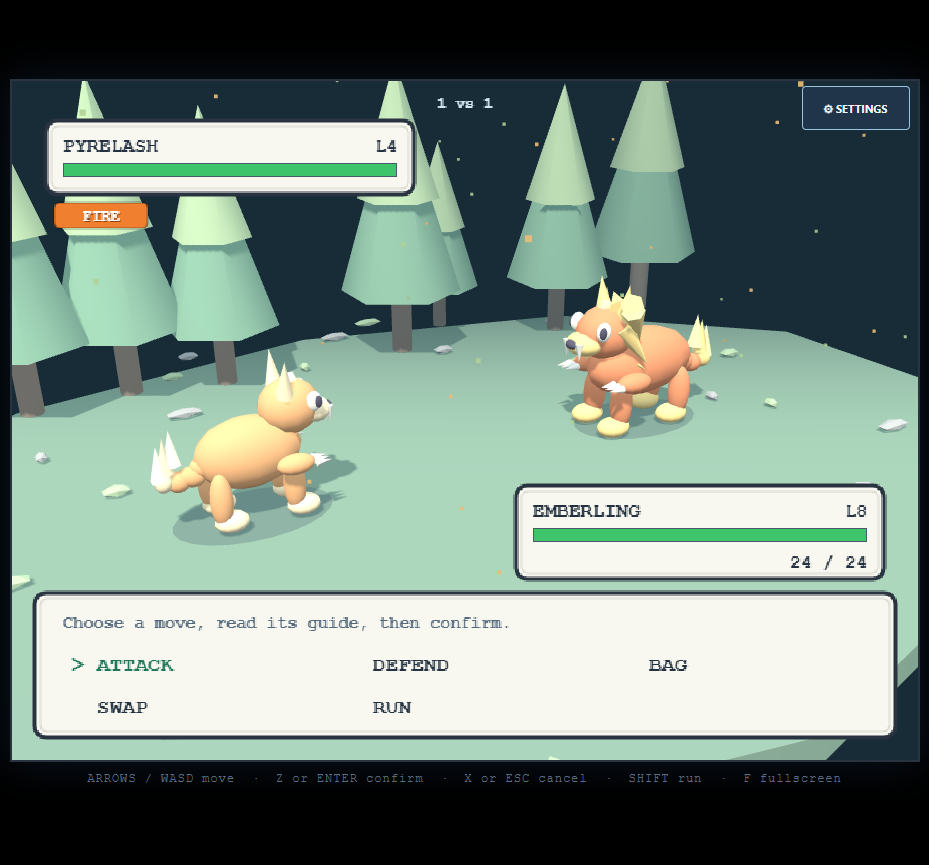 1 vs 1
⚙ SETTINGS
PYRELASH L4
FIRE
EMBERLING L8
24 / 24
Choose a move, read its guide, then confirm.
> ATTACK DEFEND BAG
SWAP RUN
ARROWS / WASD move · Z or ENTER confirm · X or ESC cancel · SHIFT run · F fullscreen